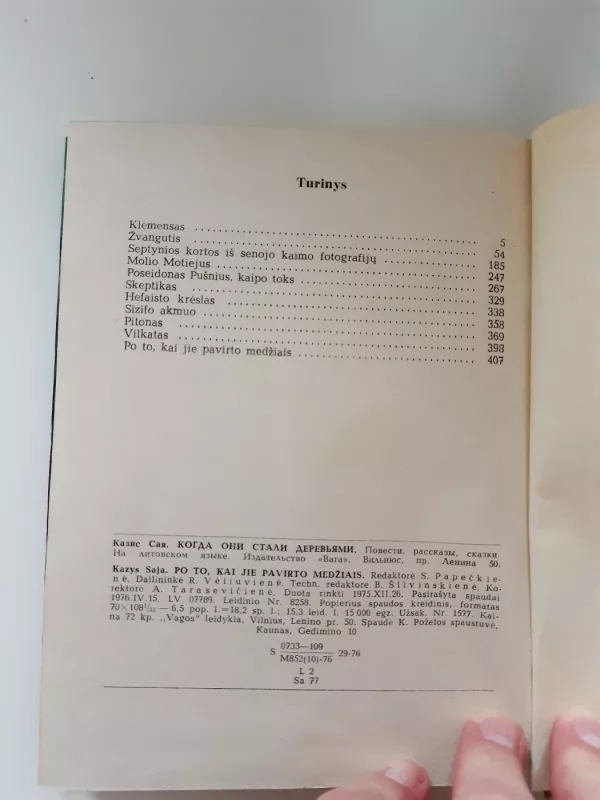 Turinys
Klemensas 5
Žvangutis 54
Septynios kortos iš senojo kaimo fotografijų 185
Molio Motiejus 247
Poseidonas Pušnius, kaipo toks 267
Skeptikas 329
Hefaisto krėslas 338
Sizifo akmuo 358
Pitonas 369
Vilkatas 398
Po to, kai jie pavirto medžiais 407
Казис Сая. КОГДА ОНИ СТАЛИ ДЕРЕВЬЯМИ. Повести, рассказы, сказки.
На литовском языке. Издательство «Вага». Вильнюс, пр. Ленина 50.
Kazys Saja. PO TO, KAI JIE PAVIRTO MEDŽIAIS. Redaktorė S. Papečkie-
nė. Dailininkė R. Vėliuvienė. Techn. redaktorė B. Šlivinskienė. Ko-
rektorė A. Tarasevičienė. Duota rinkti 1975.XII.26. Pasirašyta spaudai
1976.IV.15. LV 07789. Leidinio Nr. 8258. Popierius spaudos kreidinis, formatas
70×108¹/₃₂ — 6,5 pop. l.=18,2 sp. l.; 15,3 leid. l. 15 000 egz. Užsak. Nr. 1577. Kai-
na 72 kp. „Vagos" leidykla, Vilnius, Lenino pr. 50. Spaudė K. Poželos spaustuvė,
Kaunas, Gedimino 10
S 0733—109 29-76
M852(10)-76
L 2
Sa 77